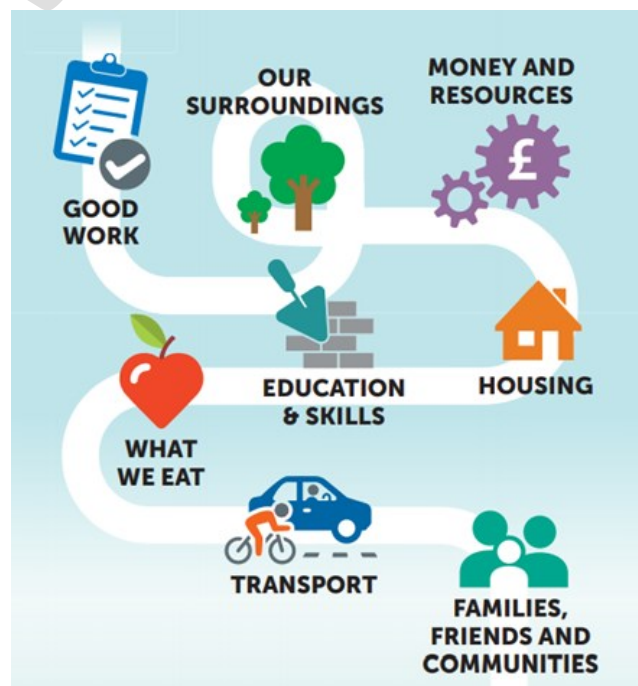 OUR
SURROUNDINGS
MONEY AND
RESOURCES
£
GOOD
WORK
EDUCATION
& SKILLS
HOUSING
WHAT
WE EAT
TRANSPORT
FAMILIES,
FRIENDS AND
COMMUNITIES